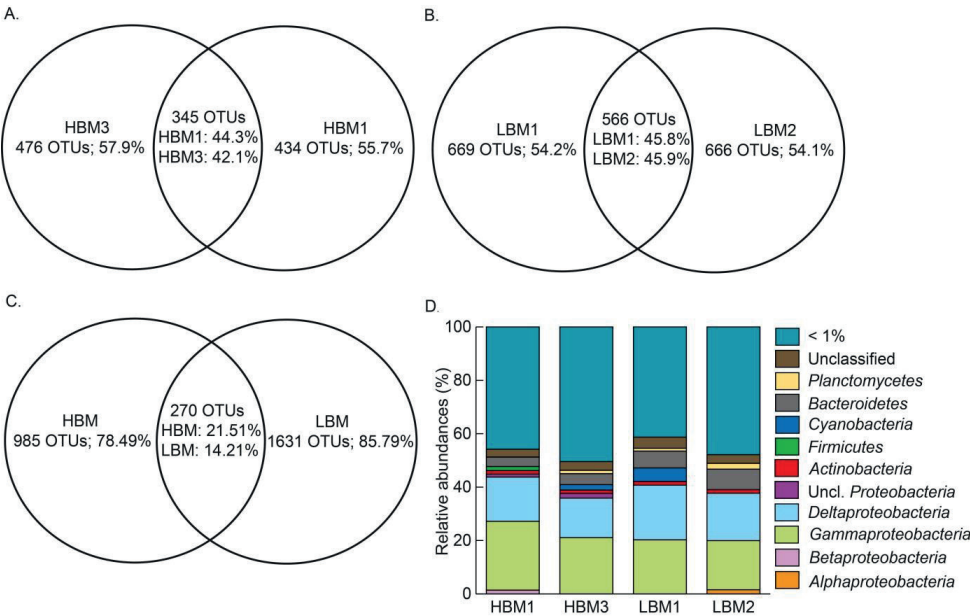 A.
HBM3
476 OTUs; 57.9%
345 OTUs
HBM1: 44.3%
HBM3: 42.1%
HBM1
434 OTUs; 55.7%
B.
LBM1
669 OTUs; 54.2%
566 OTUs
LBM1: 45.8%
LBM2: 45.9%
LBM2
666 OTUs; 54.1%
C.
HBM
985 OTUs; 78.49%
270 OTUs
HBM: 21.51%
LBM: 14.21%
LBM
1631 OTUs; 85.79%
D.
Relative abundances (%)
100
80
60
40
20
0
HBM1
HBM3
LBM1
LBM2
< 1%
Unclassified
Planctomycetes
Bacteroidetes
Cyanobacteria
Firmicutes
Actinobacteria
Uncl. Proteobacteria
Deltaproteobacteria
Gammaproteobacteria
Betaproteobacteria
Alphaproteobacteria